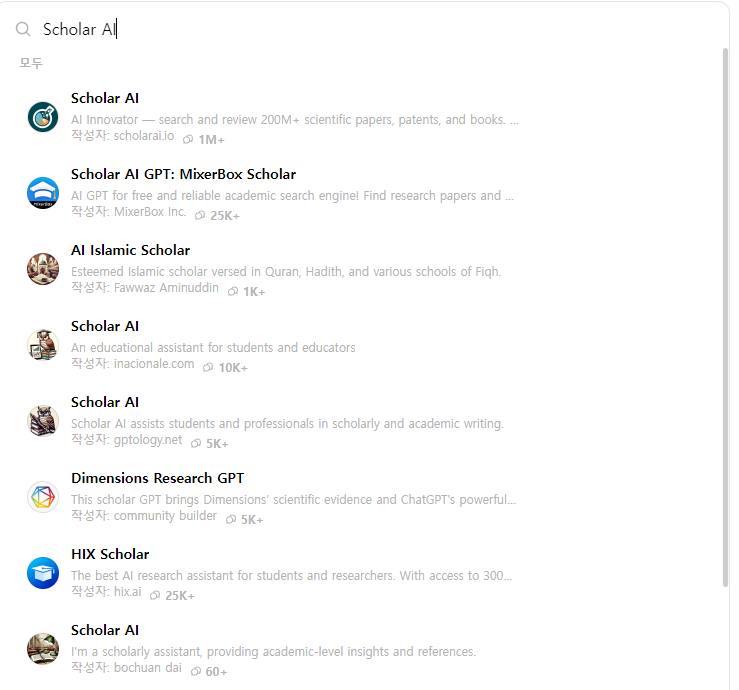 Scholar AI
모두
Scholar AI
AI Innovator — search and review 200M+ scientific papers, patents, and books. ...
작성자: scholarai.io 1M+
Scholar AI GPT: MixerBox Scholar
AI GPT for free and reliable academic search engine! Find research papers and ...
작성자: MixerBox Inc. 25K+
AI Islamic Scholar
Esteemed Islamic scholar versed in Quran, Hadith, and various schools of Fiqh.
작성자: Fawwaz Aminuddin 1K+
Scholar AI
An educational assistant for students and educators
작성자: inacionale.com 10K+
Scholar AI
Scholar AI assists students and professionals in scholarly and academic writing.
작성자: gptology.net 5K+
Dimensions Research GPT
This scholar GPT brings Dimensions' scientific evidence and ChatGPT's powerful...
작성자: community builder 5K+
HIX Scholar
The best AI research assistant for students and researchers. With access to 300...
작성자: hix.ai 25K+
Scholar AI
I'm a scholarly assistant, providing academic-level insights and references.
작성자: bochuan dai 60+